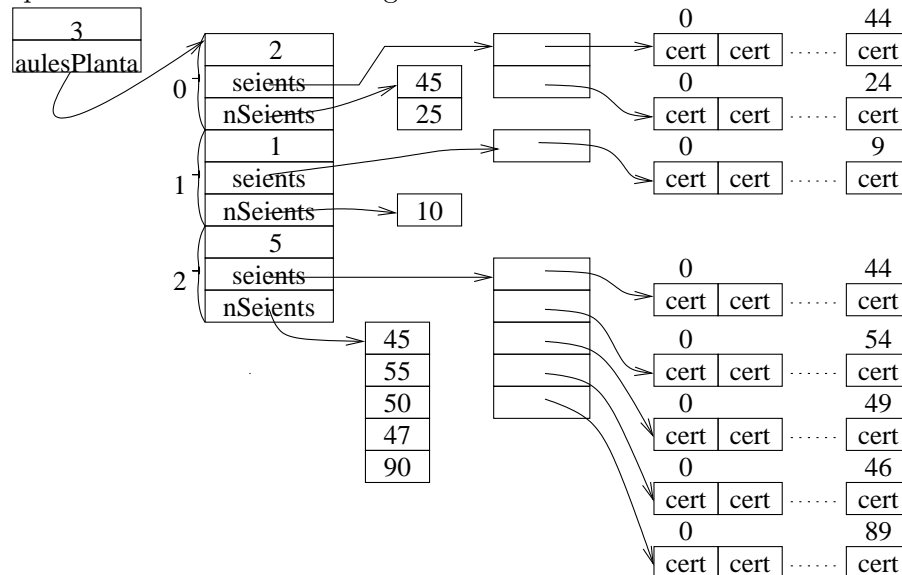 3
aulesPlanta
0
2
seients
nSeients
1
1
seients
nSeients
2
5
seients
nSeients
45
25
10
45
55
50
47
90
0 44
cert cert ...... cert
0 24
cert cert ...... cert
0 9
cert cert ...... cert
0 44
cert cert ...... cert
0 54
cert cert ...... cert
0 49
cert cert ...... cert
0 46
cert cert ...... cert
0 89
cert cert ...... cert